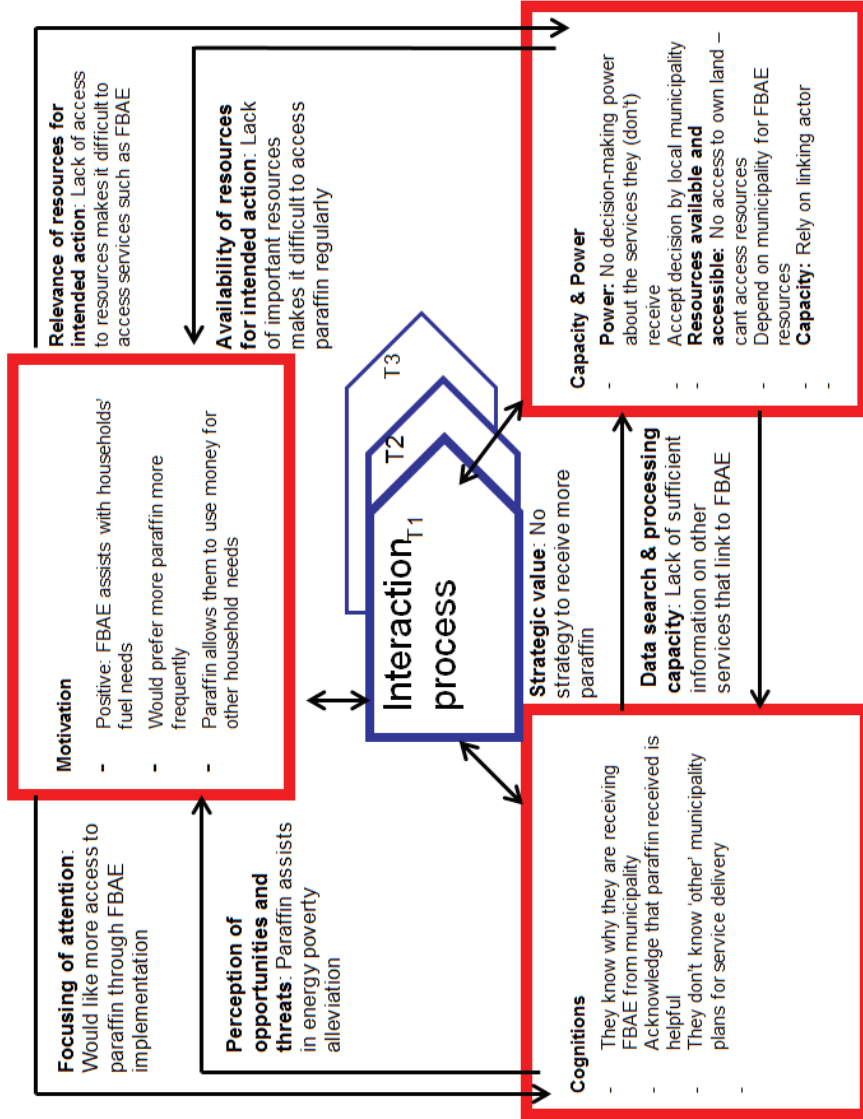 Focusing of attention:
Would like more access to
paraffin through FBAE
implementation
Perception of
opportunities and
threats: Paraffin assists
in energy poverty
alleviation
Motivation
- Positive: FBAE assists with households'
fuel needs
- Would prefer more paraffin more
frequently
- Paraffin allows them to use money for
other household needs
Relevance of resources for
intended action: Lack of access
to resources makes it difficult to
access services such as FBAE
Availability of resources
for intended action: Lack
of important resources
makes it difficult to access
paraffin regularly
Interaction
process
T1
T2
T3
Cognitions
- They know why they are receiving
FBAE from municipality
- Acknowledge that paraffin received is
helpful
- They don't know 'other' municipality
plans for service delivery
-
Strategic value: No
strategy to receive more
paraffin
Data search & processing
capacity: Lack of sufficient
information on other
services that link to FBAE
Capacity & Power
- Power: No decision-making power
about the services they (don't)
receive
- Accept decision by local municipality
- Resources available and
accessible: No access to own land –
cant access resources
- Depend on municipality for FBAE
resources
- Capacity: Rely on linking actor
-